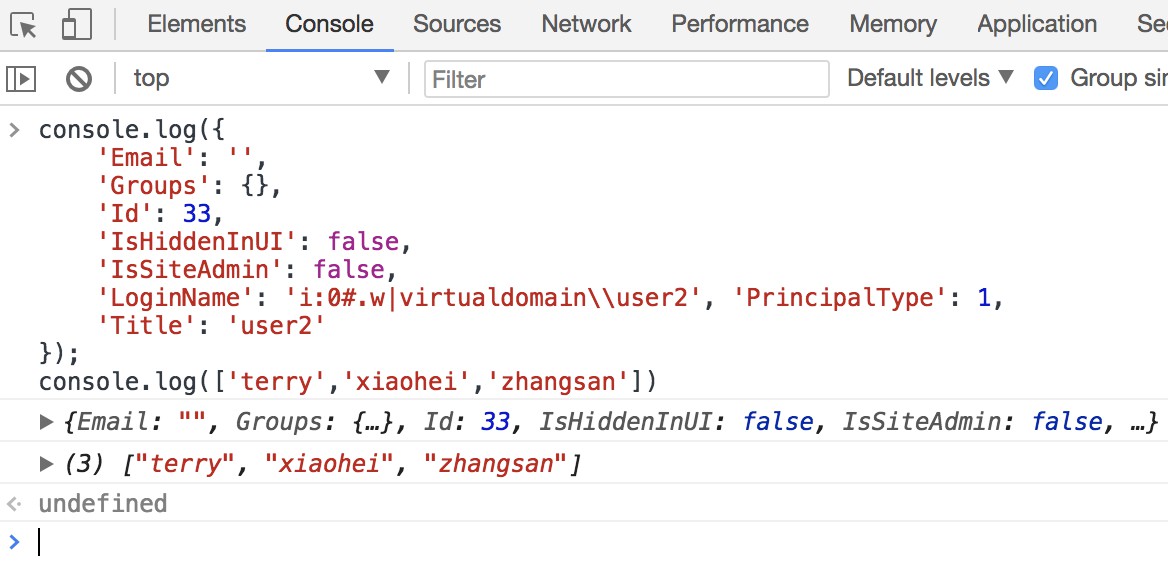 Elements Console Sources Network Performance Memory Application Se
top Filter Default levels Group sin
console.log({
'Email': '',
'Groups': {},
'Id': 33,
'IsHiddenInUI': false,
'IsSiteAdmin': false,
'LoginName': 'i:0#.w|virtualdomain\\user2', 'PrincipalType': 1,
'Title': 'user2'
});
console.log(['terry','xiaohei','zhangsan'])
{Email: "", Groups: {…}, Id: 33, IsHiddenInUI: false, IsSiteAdmin: false, …}
(3) ["terry", "xiaohei", "zhangsan"]
undefined